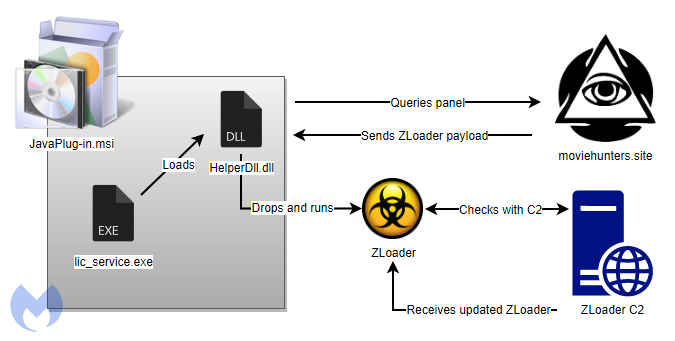 JavaPlug-in.msi
DLL
HelperDll.dll
Loads
EXE
lic_service.exe
Queries panel
Sends ZLoader payload
moviehunters.site
Drops and runs
ZLoader
Checks with C2
ZLoader C2
Receives updated ZLoader